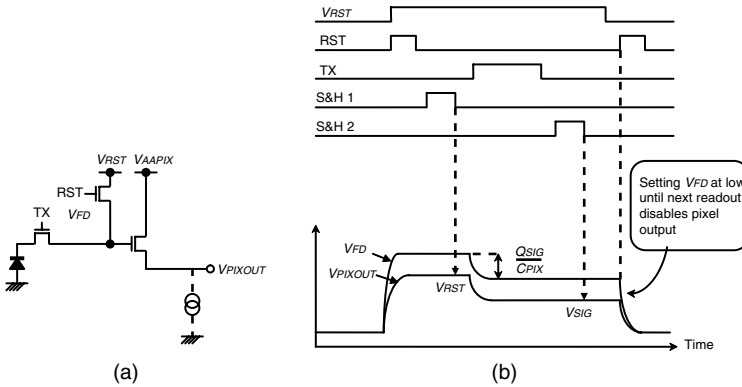 VRST VAAPIX
RST
VFD
TX
VPIXOUT
(a)
VRST
RST
TX
S&H 1
S&H 2
Setting VFD at low
until next readout
disables pixel
output
VFD
QSIG
CPIX
VPIXOUT
VRST
VSIG
Time
(b)